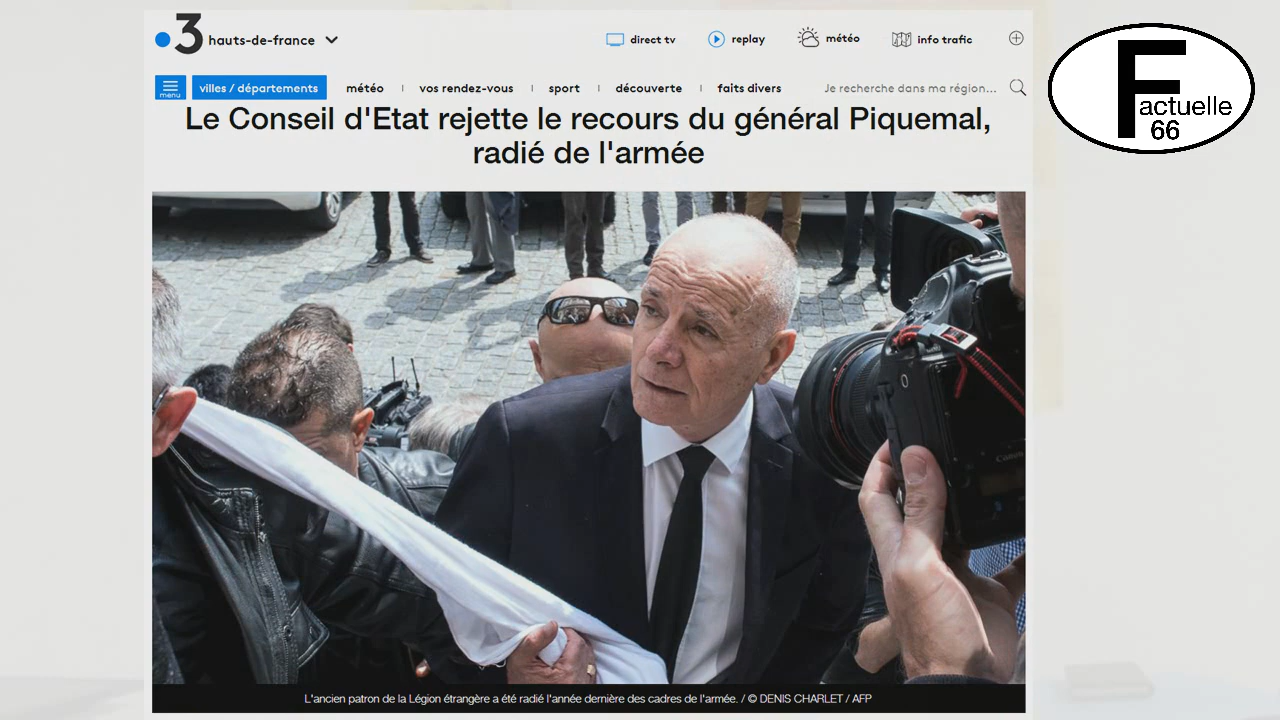 3 hauts-de-france
direct tv replay météo info trafic
menu villes / départements météo vos rendez-vous sport découverte faits divers Je recherche dans ma région...
Le Conseil d'Etat rejette le recours du général Piquemal,
radié de l'armée
Canon
L'ancien patron de la Légion étrangère a été radié l'année dernière des cadres de l'armée. / © DENIS CHARLET / AFP
Factuelle
66